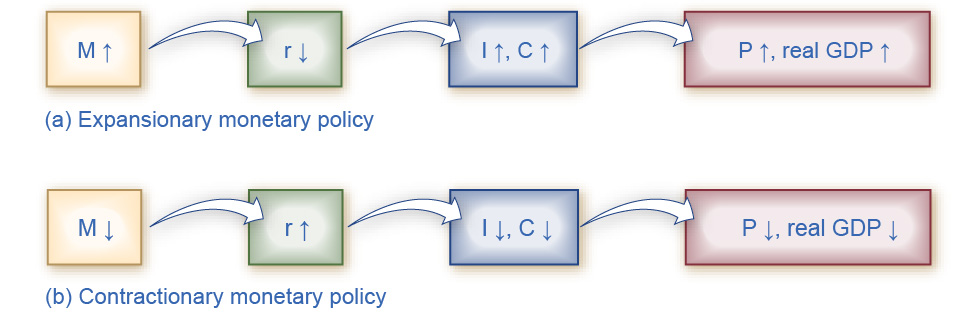 M ↑ r ↓ I ↑, C ↑ P ↑, real GDP ↑
(a) Expansionary monetary policy
M ↓ r ↑ I ↓, C ↓ P ↓, real GDP ↓
(b) Contractionary monetary policy